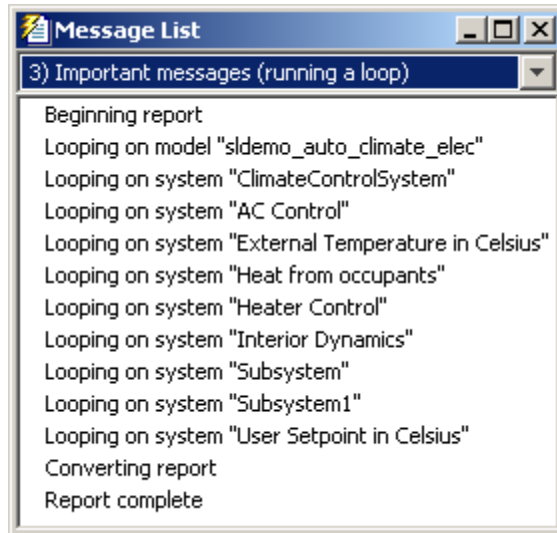 Message List
3) Important messages (running a loop)
Beginning report
Looping on model "sldemo_auto_climate_elec"
Looping on system "ClimateControlSystem"
Looping on system "AC Control"
Looping on system "External Temperature in Celsius"
Looping on system "Heat from occupants"
Looping on system "Heater Control"
Looping on system "Interior Dynamics"
Looping on system "Subsystem"
Looping on system "Subsystem1"
Looping on system "User Setpoint in Celsius"
Converting report
Report complete